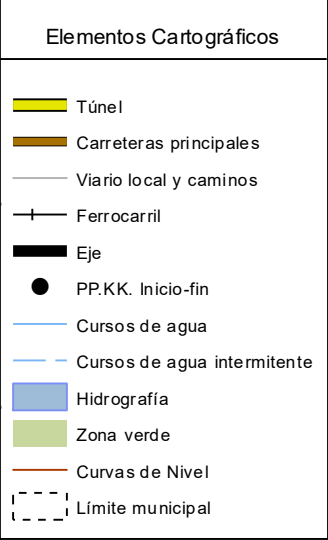 Elementos Cartográficos
Túnel
Carreteras principales
Viario local y caminos
Ferrocarril
Eje
PP.KK. Inicio-fin
Cursos de agua
Cursos de agua intermitente
Hidrografía
Zona verde
Curvas de Nivel
Límite municipal